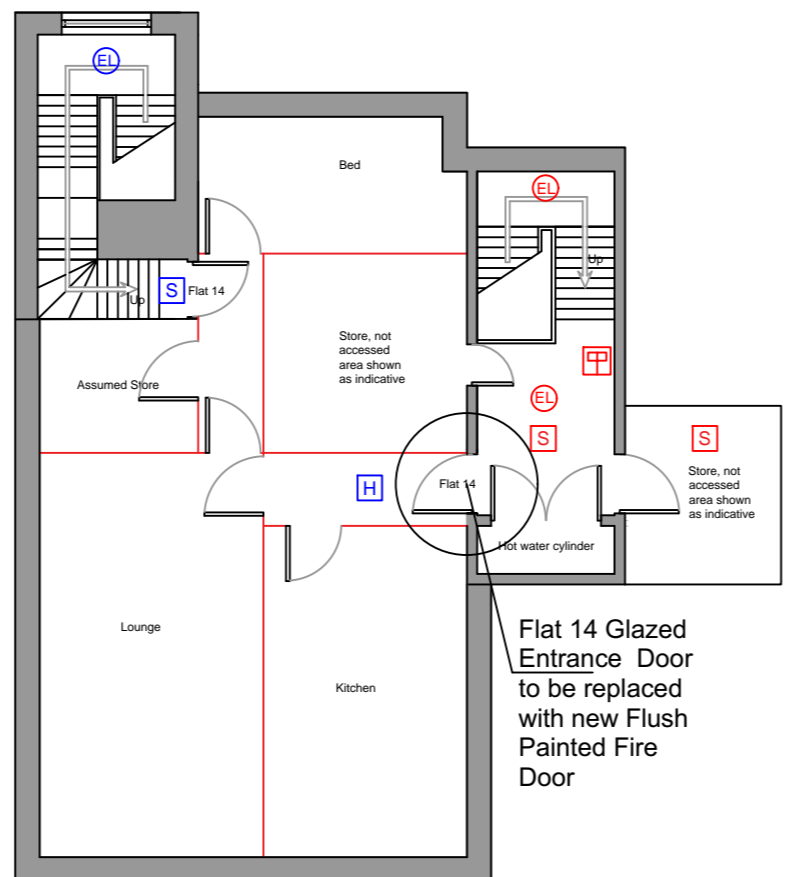 EL
Bed
EL
Up
S
Flat 14
Up
Store, not
accessed
area shown
as indicative
Assumed Store
EL
S
S
Store, not
accessed
area shown
as indicative
H
Flat 14
Hot water cylinder
Lounge
Kitchen
Flat 14 Glazed
Entrance Door
to be replaced
with new Flush
Painted Fire
Door